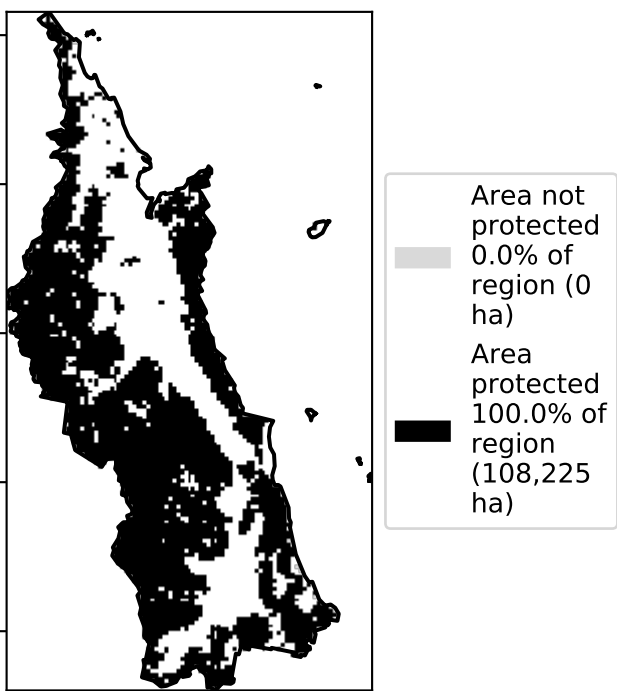 Area not
protected
0.0% of
region (0
ha)
Area
protected
100.0% of
region
(108,225
ha)